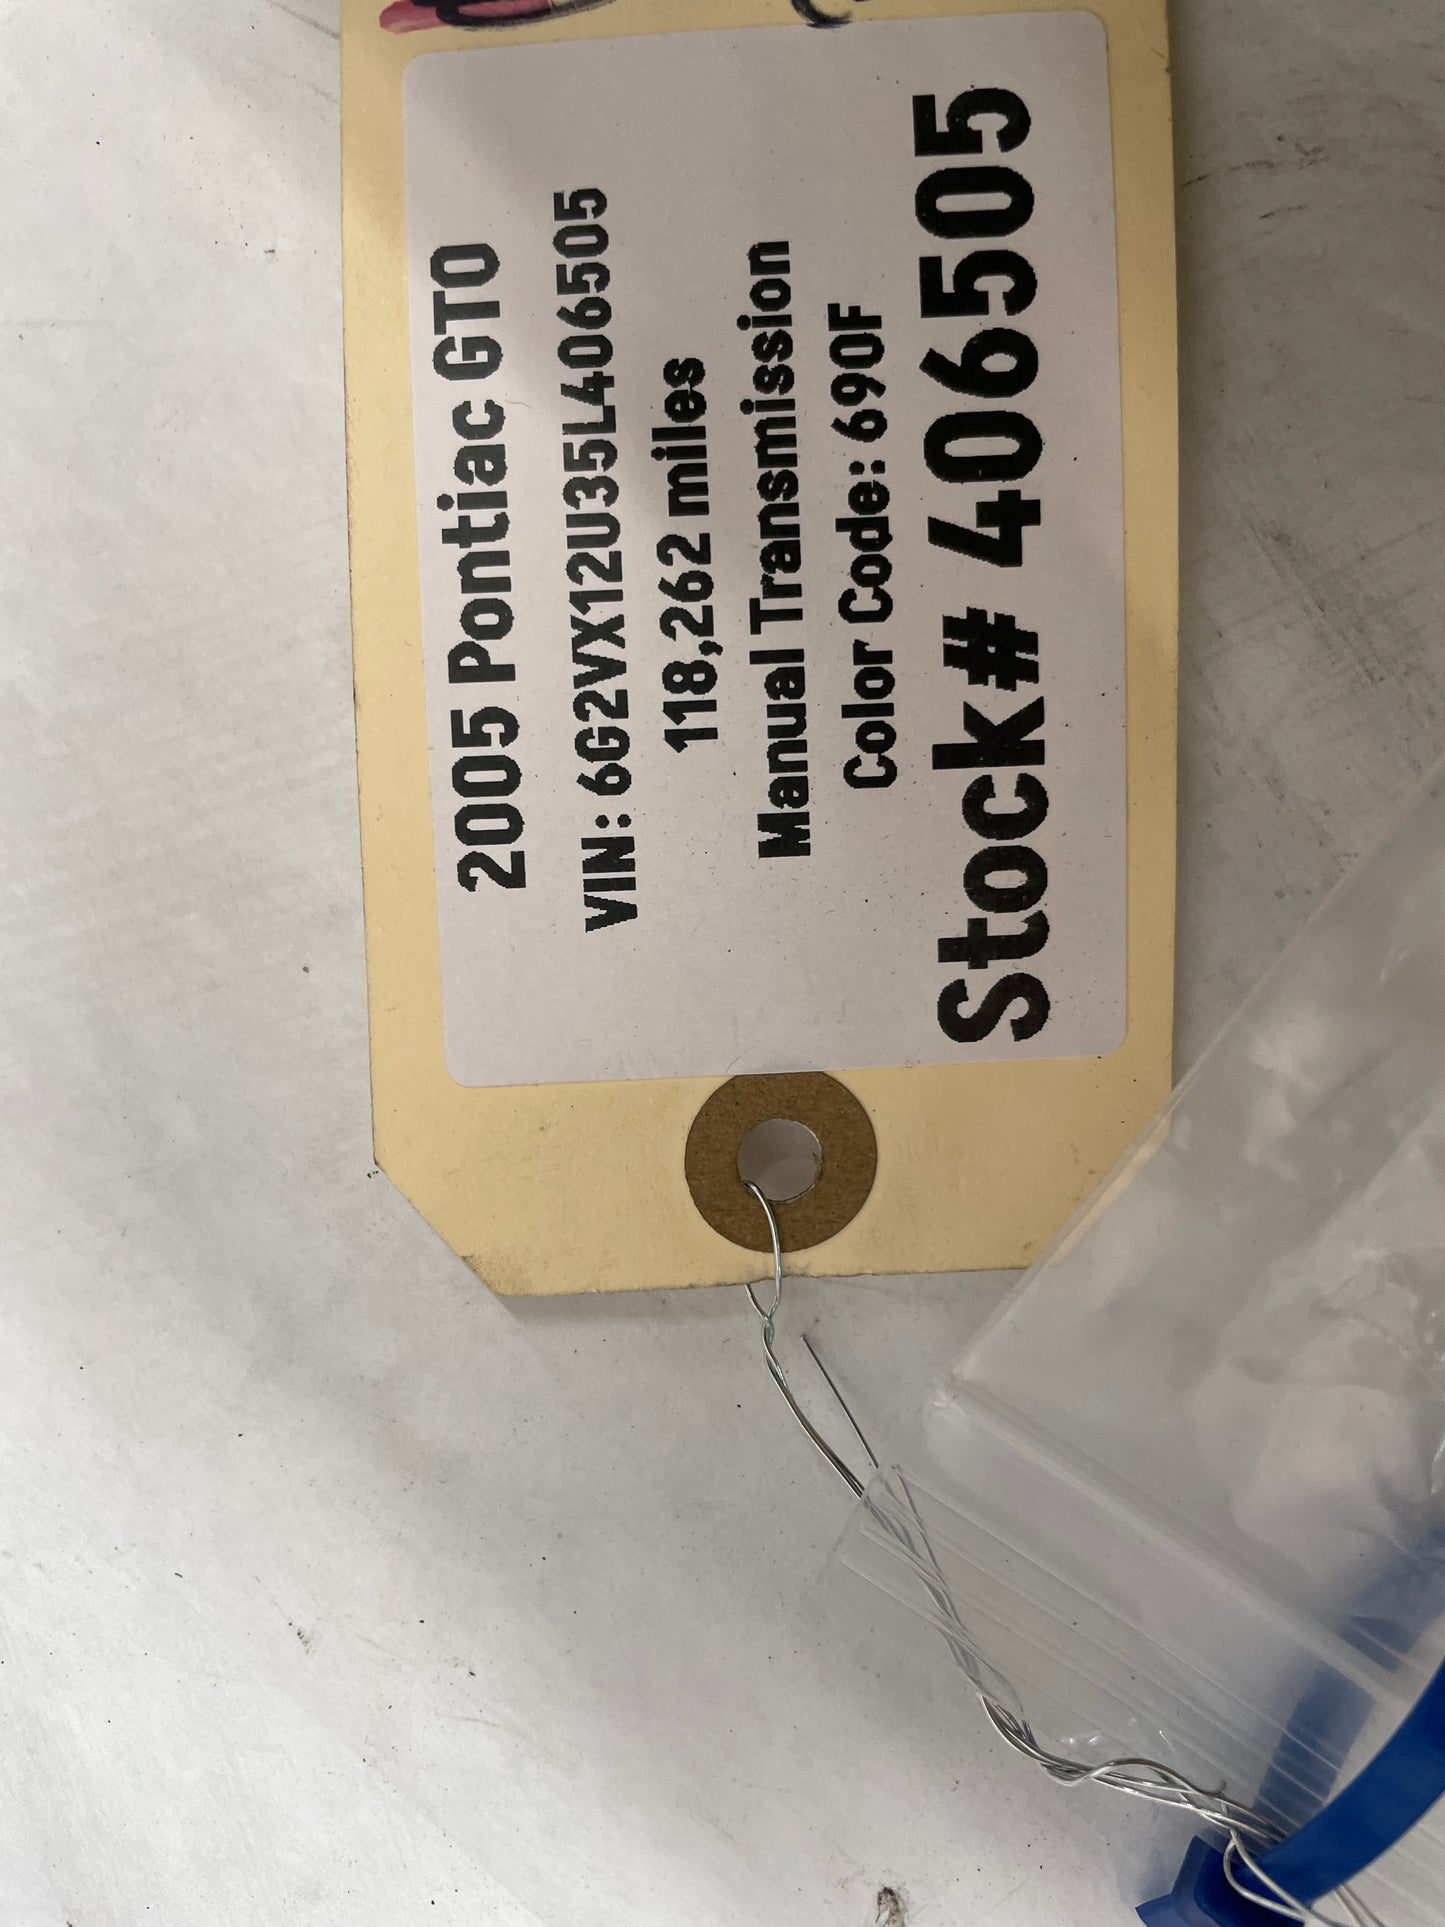 2005 Pontiac GTO
VIN: 6G2VX12U35L406505
118,262 miles
Manual Transmission
Color Code: 690F
Stock# 406505